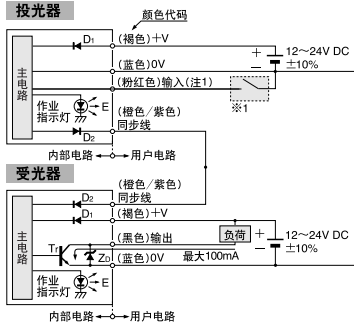 投光器
颜色代码
D1
(褐色)＋V
(蓝色)0V
(粉红色)输入(注1)
＋
－
12～24V DC
±10%
※1
主电路
作业
指示灯
E
(橙色/紫色)
同步线
D2
内部电路
用户电路
受光器
(橙色/紫色)
同步线
D2
D1
(褐色)＋V
(黑色)输出
负荷
＋
－
12～24V DC
±10%
主电路
Tr
ZD
(蓝色)0V
最大100mA
作业
指示灯
E
内部电路
用户电路